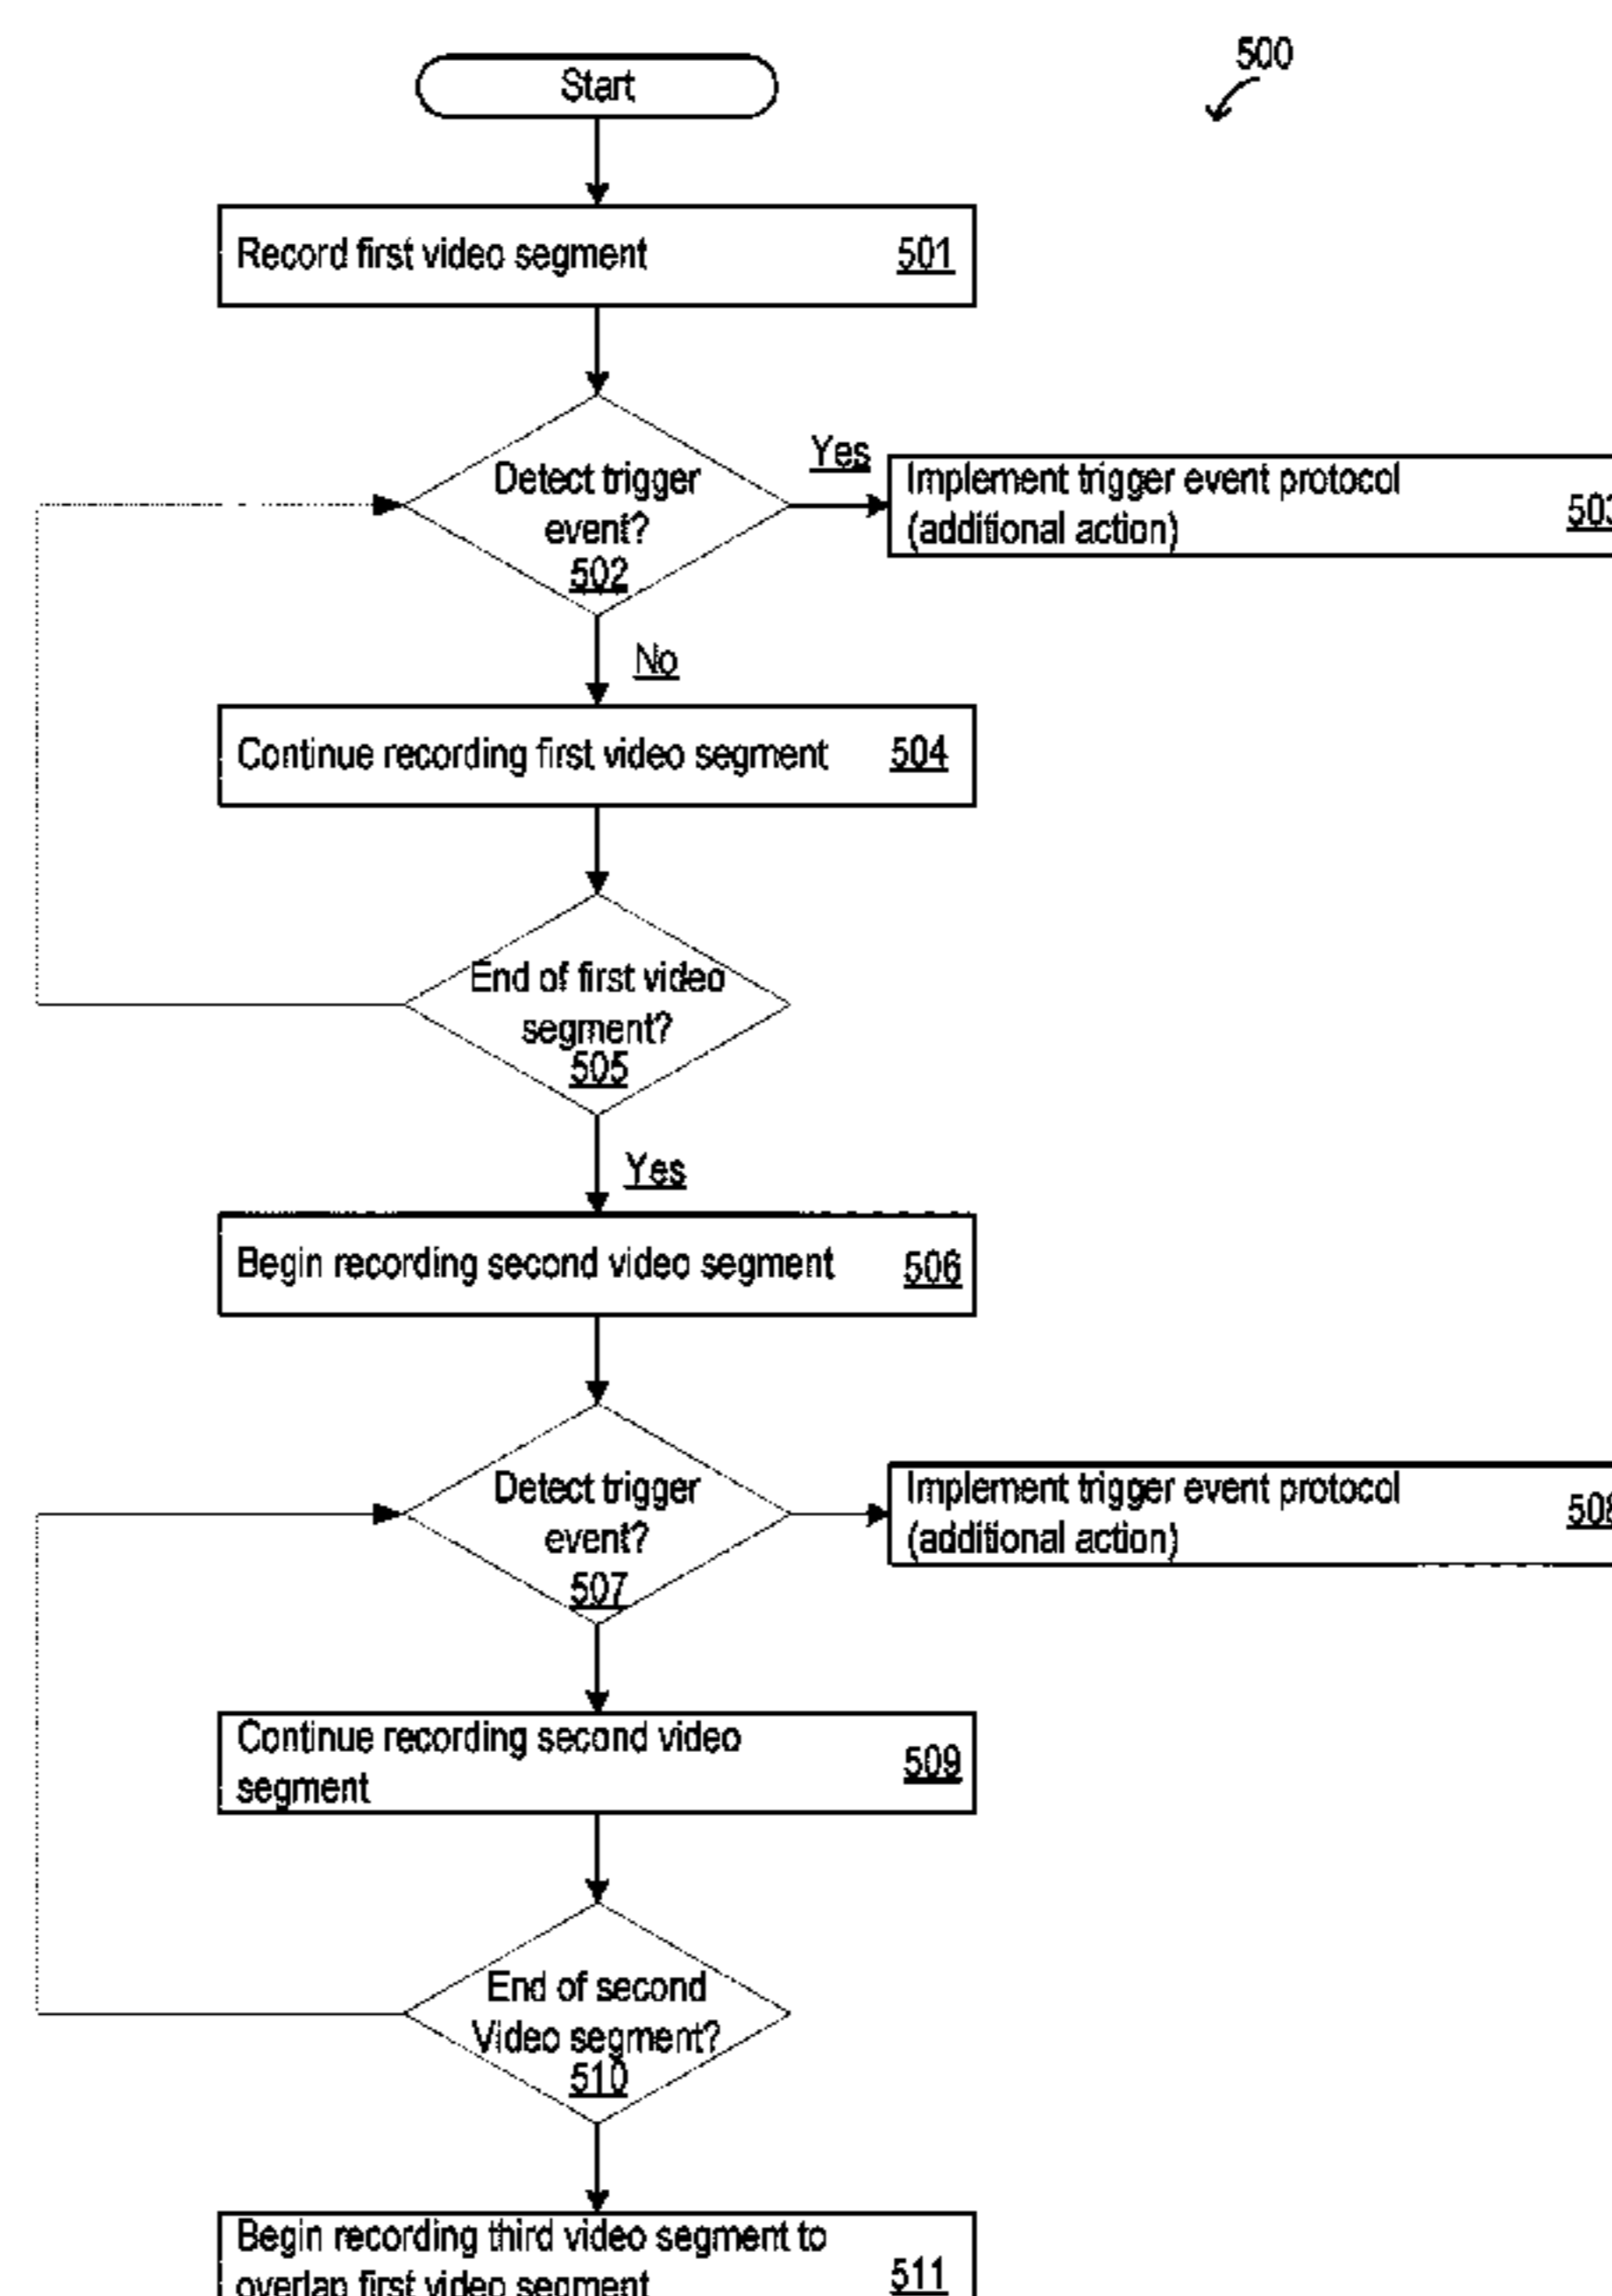 500
Start
Record first video segment 501
Detect trigger
event?
502
Yes
Implement trigger event protocol
(additional action)
503
No
Continue recording first video segment 504
End of first video
segment?
505
Yes
Begin recording second video segment 506
Detect trigger
event?
507
Implement trigger event protocol
(additional action)
508
Continue recording second video
segment
509
End of second
Video segment?
510
Begin recording third video segment to
overlap first video segment
511